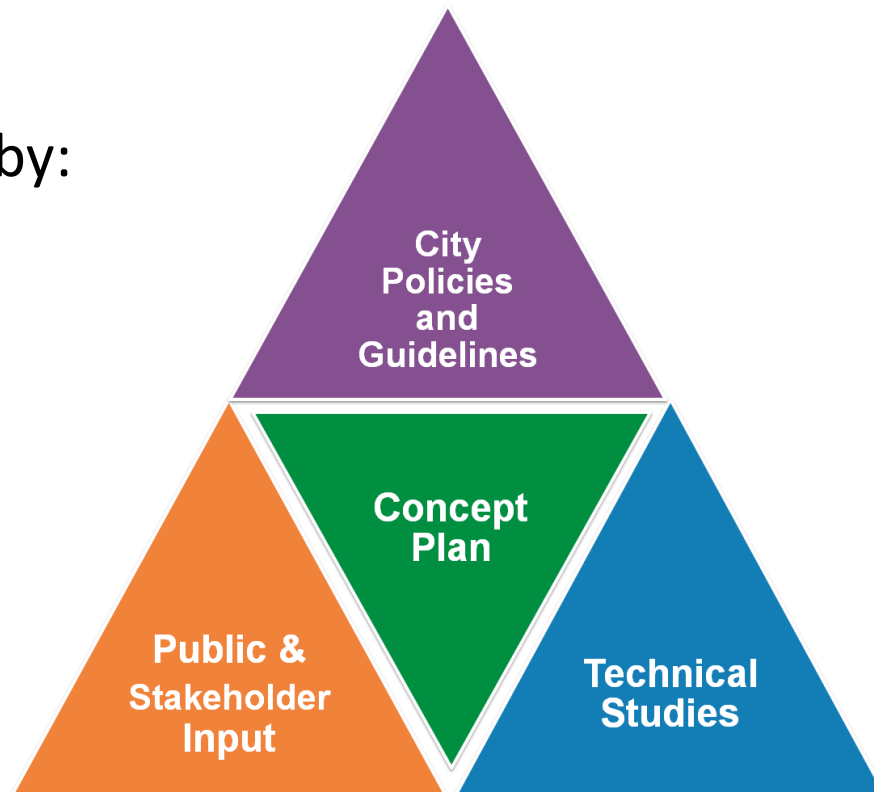 by:
City
Policies
and
Guidelines
Concept
Plan
Public &
Stakeholder
Input
Technical
Studies